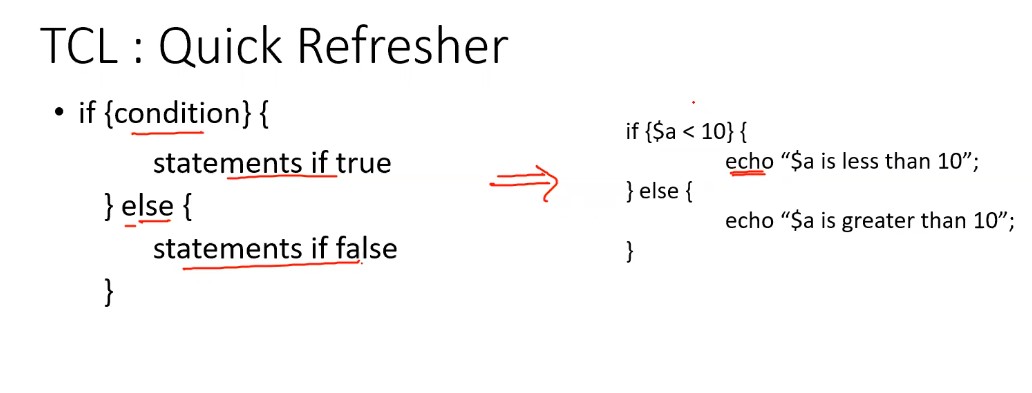 TCL : Quick Refresher
• if {condition} {
statements if true
} else {
statements if false
}
if {$a < 10} {
echo “$a is less than 10”;
} else {
echo “$a is greater than 10”;
}